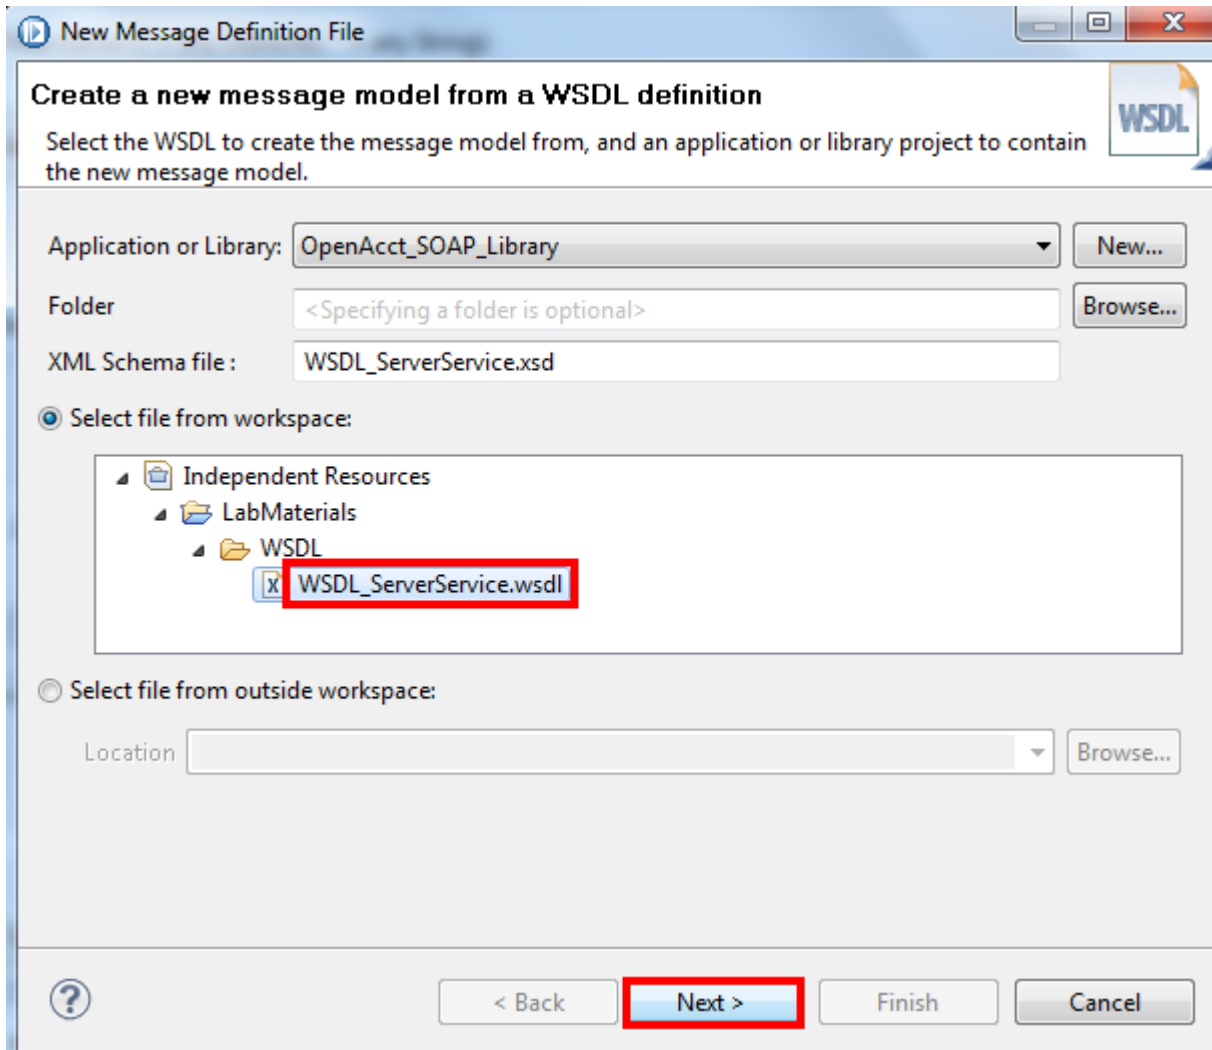 New Message Definition File
Create a new message model from a WSDL definition
Select the WSDL to create the message model from, and an application or library project to contain
the new message model.
WSDL
Application or Library: OpenAcct_SOAP_Library New...
Folder <Specifying a folder is optional> Browse...
XML Schema file : WSDL_ServerService.xsd
Select file from workspace:
Independent Resources
LabMaterials
WSDL
WSDL_ServerService.wsdl
Select file from outside workspace:
Location Browse...
< Back Next > Finish Cancel